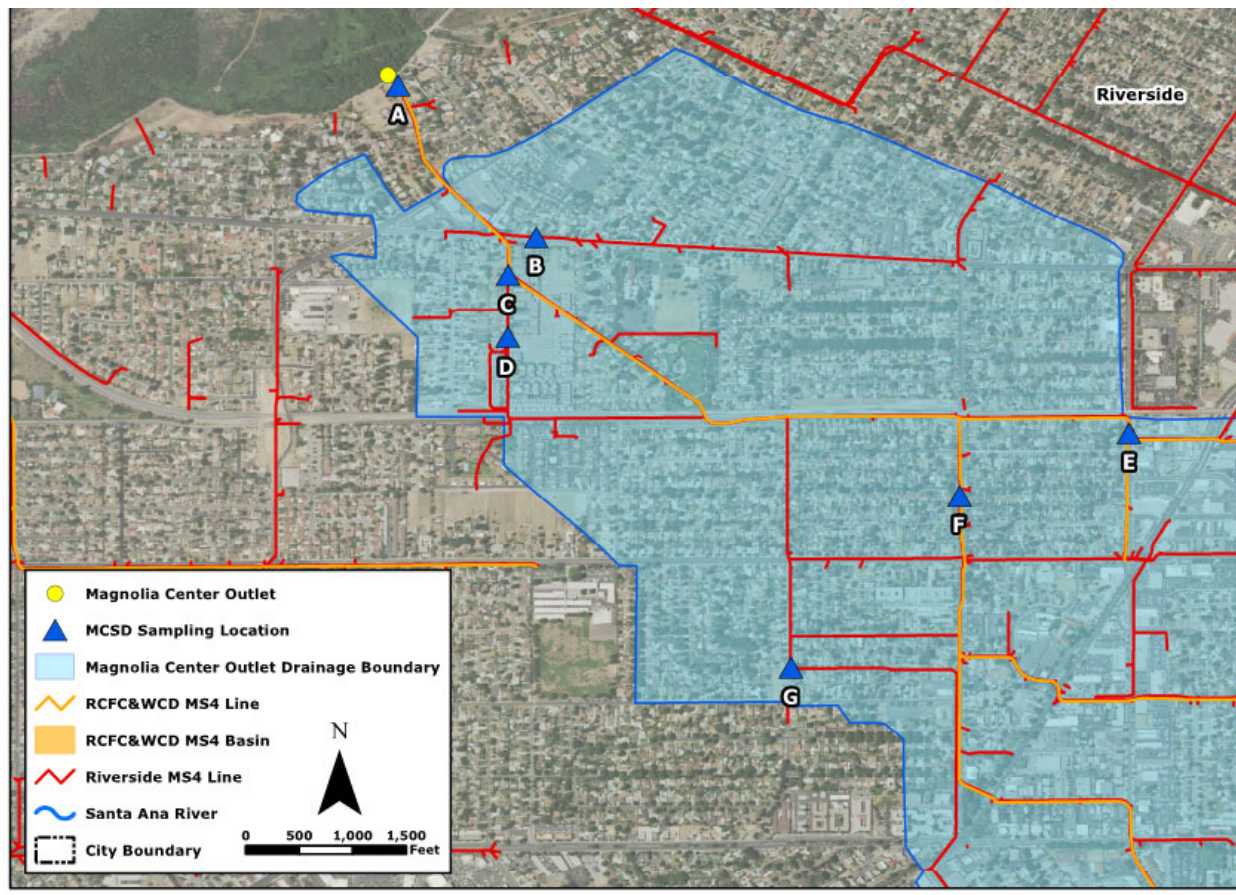 Riverside
A
B
C
D
E
F
G
Magnolia Center Outlet
MCSD Sampling Location
Magnolia Center Outlet Drainage Boundary
RCFC&WCD MS4 Line
RCFC&WCD MS4 Basin
Riverside MS4 Line
Santa Ana River
City Boundary
N
0 500 1,000 1,500
Feet